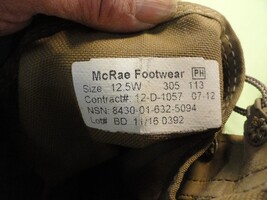 McRae Footwear PH
Size 12.5W 305 113
Contract# 12-D-1057 07-12
NSN: 8430-01-632-5094
Lot# BD 11/16 0392